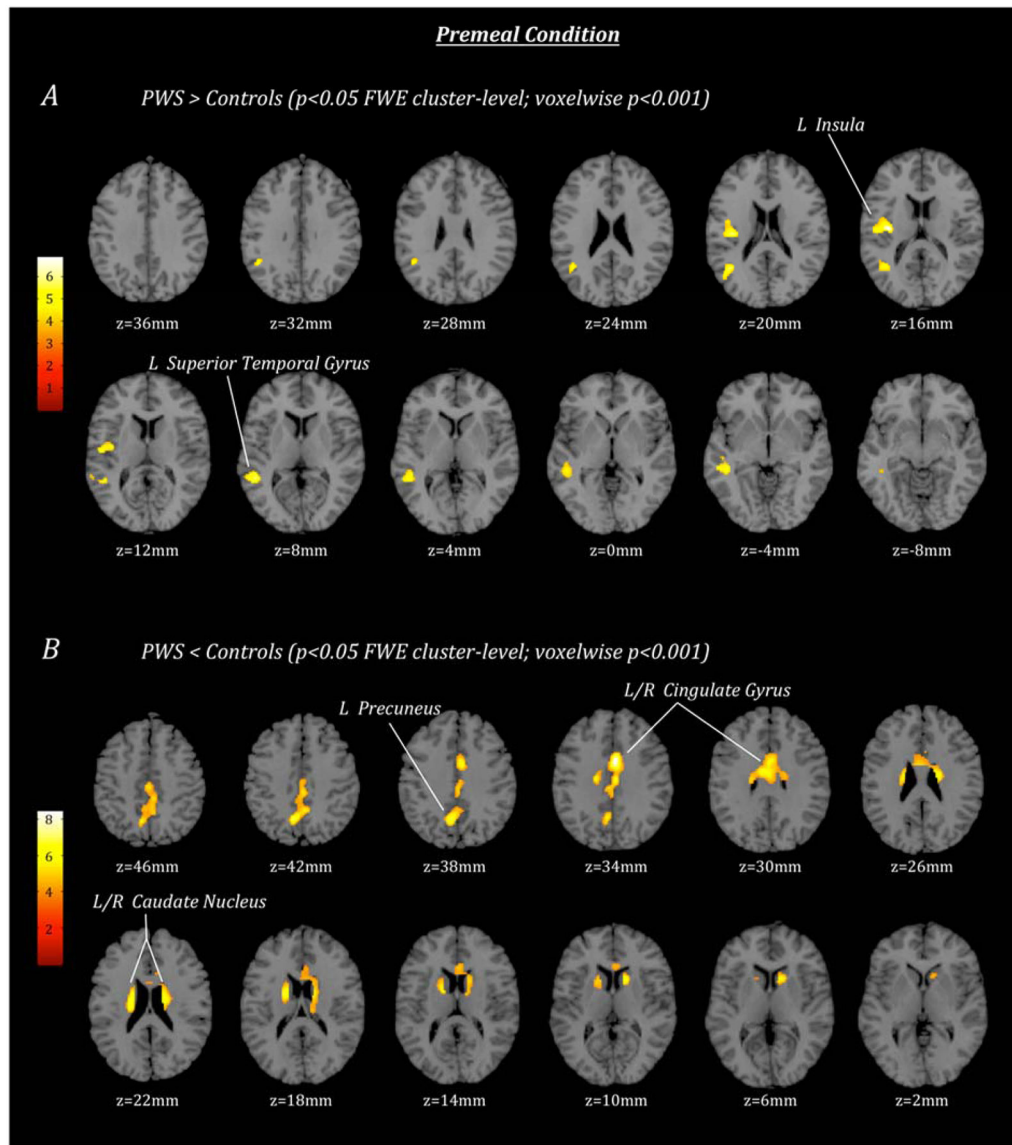 Premeal Condition
A PWS > Controls (p<0.05 FWE cluster-level; voxelwise p<0.001)
L Insula
6
5
4
3
2
1
z=36mm z=32mm z=28mm z=24mm z=20mm z=16mm
L Superior Temporal Gyrus
z=12mm z=8mm z=4mm z=0mm z=-4mm z=-8mm
B PWS < Controls (p<0.05 FWE cluster-level; voxelwise p<0.001)
L/R Cingulate Gyrus
L Precuneus
8
6
4
2
z=46mm z=42mm z=38mm z=34mm z=30mm z=26mm
L/R Caudate Nucleus
z=22mm z=18mm z=14mm z=10mm z=6mm z=2mm